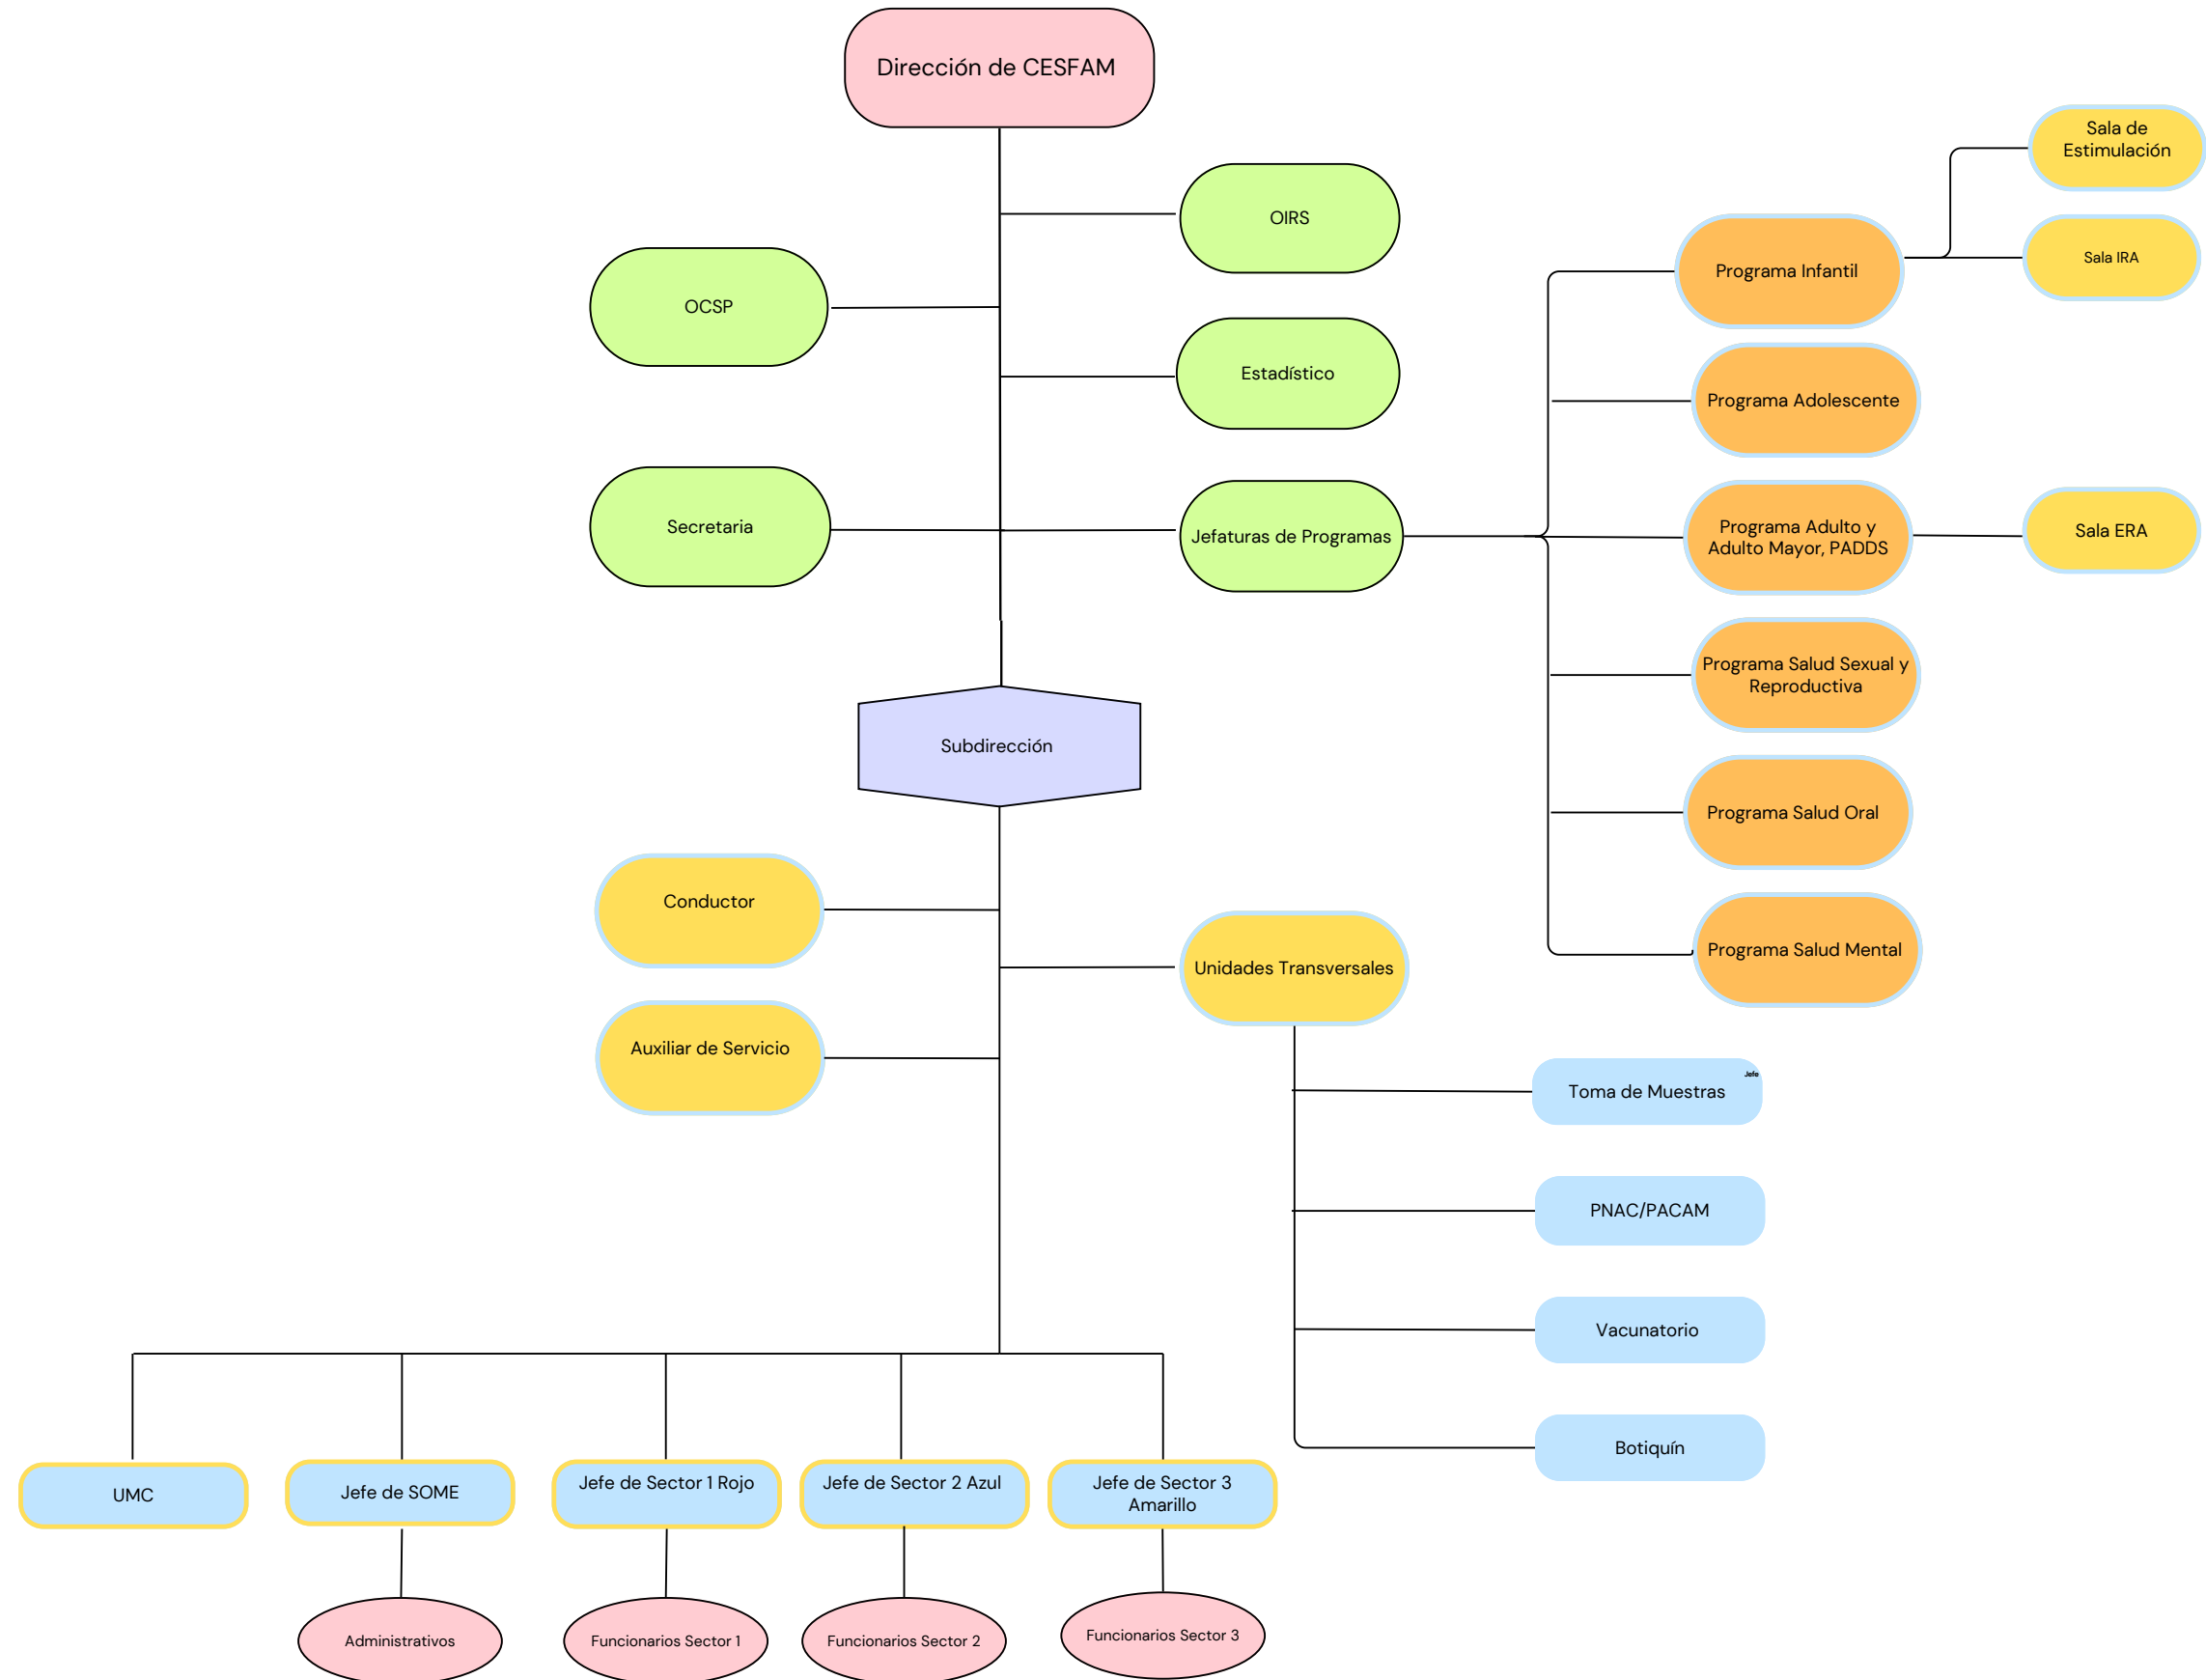 Dirección de CESFAM
Sala de
Estimulación
OIRS
Sala IRA
Programa Infantil
OCSP
Estadístico
Programa Adolescente
Secretaria
Jefaturas de Programas
Programa Adulto y
Adulto Mayor, PADDS
Sala ERA
Programa Salud Sexual y
Reproductiva
Subdirección
Programa Salud Oral
Conductor
Programa Salud Mental
Unidades Transversales
Auxiliar de Servicio
Jefe
Toma de Muestras
PNAC/PACAM
Vacunatorio
Botiquín
UMC
Jefe de SOME
Jefe de Sector 1 Rojo
Jefe de Sector 2 Azul
Jefe de Sector 3
Amarillo
Administrativos
Funcionarios Sector 1
Funcionarios Sector 2
Funcionarios Sector 3